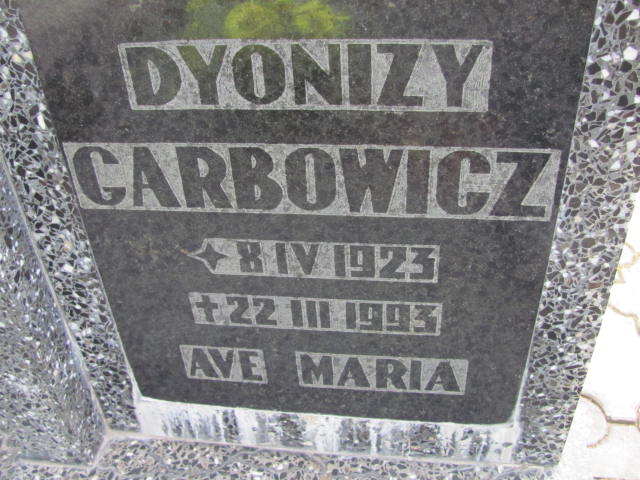 DYONIZY
GARBOWICZ
8 IV 1923
✝ 22 III 1993
AVE MARIA